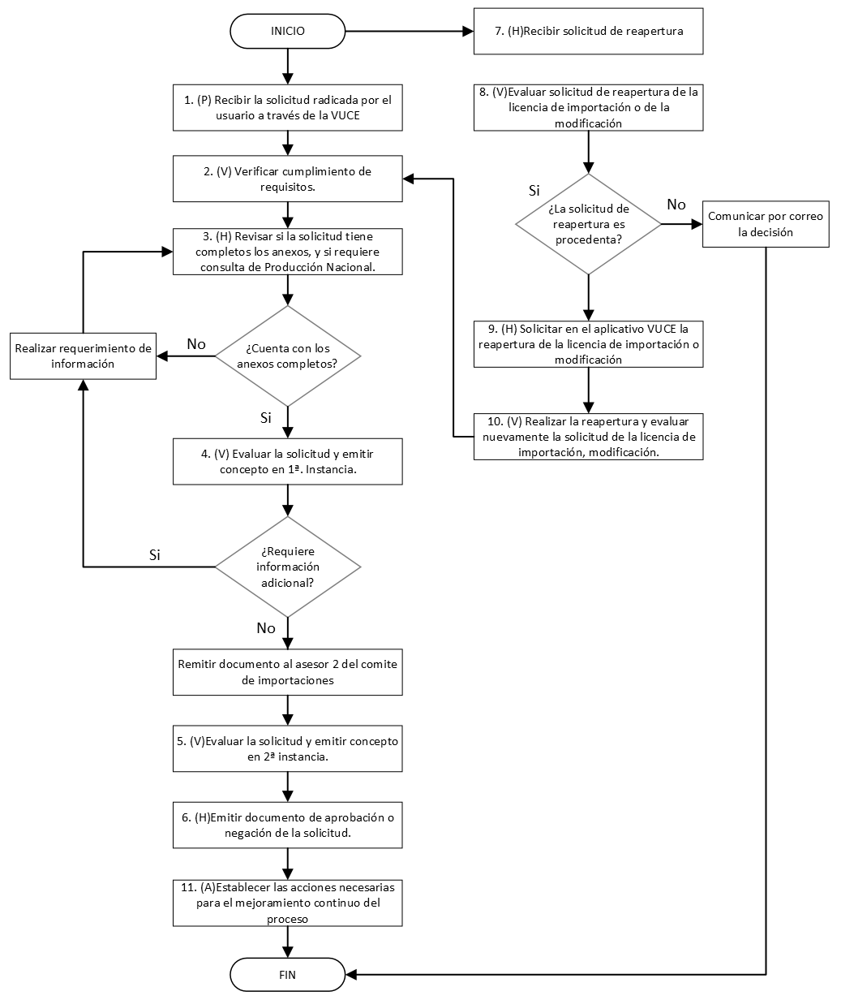 INICIO
7. (H)Recibir solicitud de reapertura
1. (P) Recibir la solicitud radicada por el
usuario a través de la VUCE
8. (V)Evaluar solicitud de reapertura de la
licencia de importación o de la
modificación
2. (V) Verificar cumplimiento de
requisitos.
Si
¿La solicitud de
reapertura es
procedenta?
No
Comunicar por correo
la decisión
3. (H) Revisar si la solicitud tiene
completos los anexos, y si requiere
consulta de Producción Nacional.
Realizar requerimiento de
información
No
¿Cuenta con los
anexos completos?
9. (H) Solicitar en el aplicativo VUCE la
reapertura de la licencia de importación o
modificación
Si
10. (V) Realizar la reapertura y evaluar
nuevamente la solicitud de la licencia de
importación, modificación.
4. (V) Evaluar la solicitud y emitir
concepto en 1ª. Instancia.
Si
¿Requiere
información
adicional?
No
Remitir documento al asesor 2 del comite
de importaciones
5. (V)Evaluar la solicitud y emitir concepto
en 2ª instancia.
6. (H)Emitir documento de aprobación o
negación de la solicitud.
11. (A)Establecer las acciones necesarias
para el mejoramiento continuo del
proceso
FIN